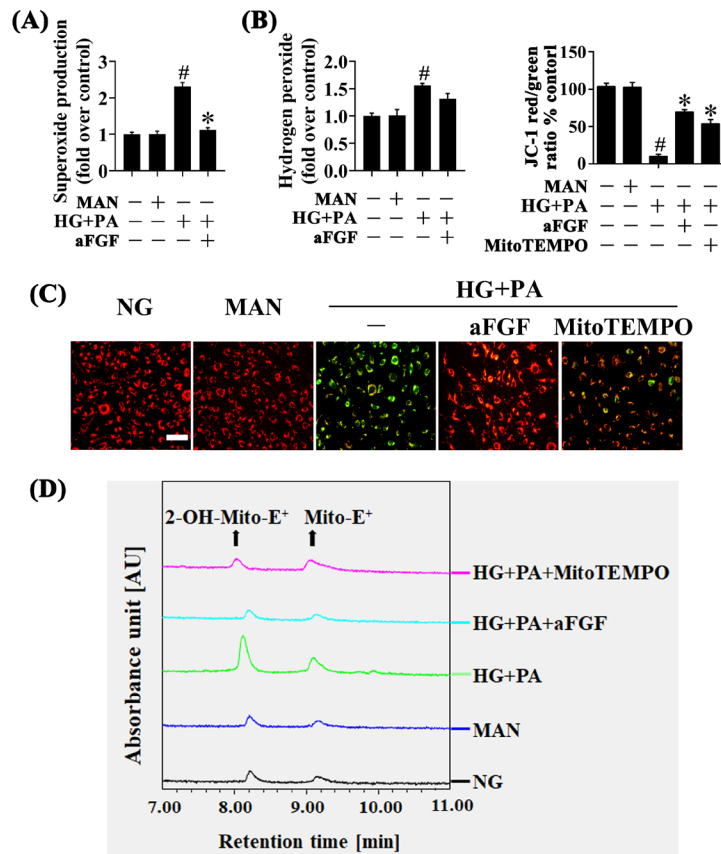 (A)
Superoxide production
(fold over control)
3
2
1
0
#
*
MAN – + – –
HG+PA – – + +
aFGF – – – +
(B)
Hydrogen peroxide
(fold over control)
2.0
1.5
1.0
0.5
0.0
#
MAN – + – –
HG+PA – – + +
aFGF – – – +
JC-1 red/green
ratio % contorl
150
100
50
0
#
*
*
MAN – + – – –
HG+PA – – + + +
aFGF – – – + –
MitoTEMPO – – – – +
(C)
HG+PA
NG MAN – aFGF MitoTEMPO
(D)
Absorbance unit [AU]
2-OH-Mito-E+ Mito-E+
HG+PA+MitoTEMPO
HG+PA+aFGF
HG+PA
MAN
NG
7.00 8.00 9.00 10.00 11.00
Retention time [min]